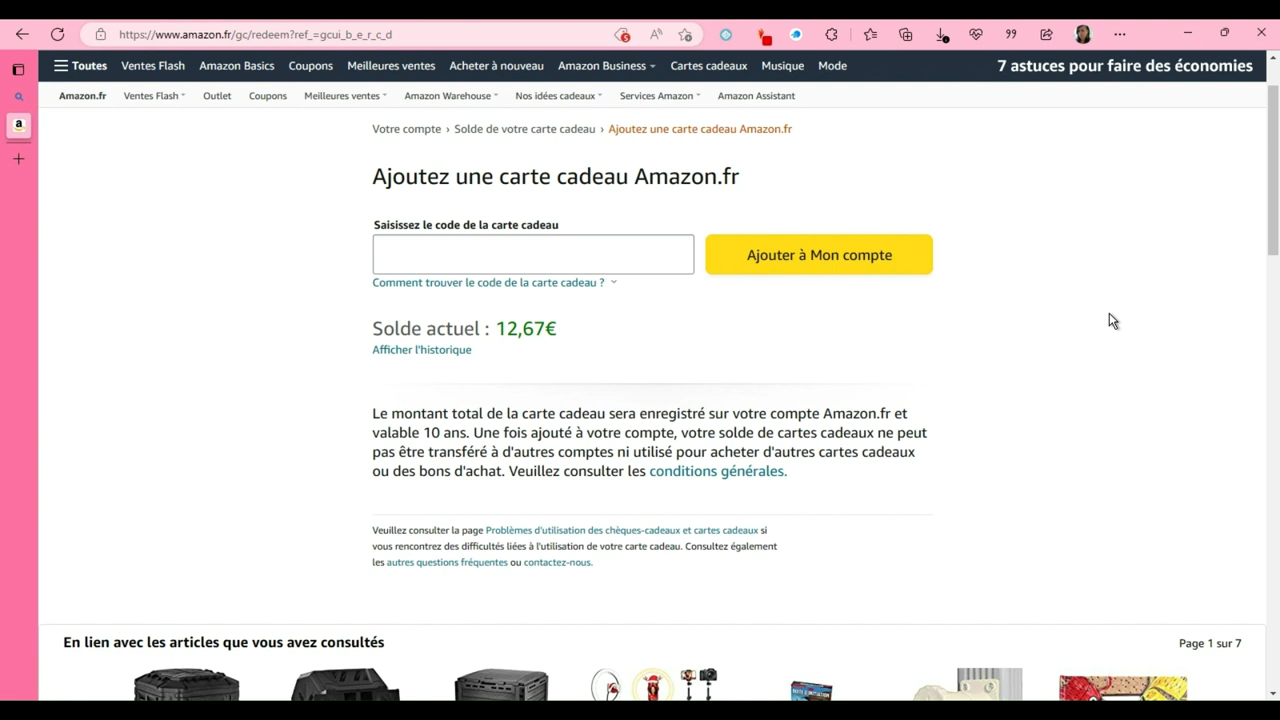 https://www.amazon.fr/gc/redeem?ref_=gcui_b_e_r_c_d
Toutes Ventes Flash Amazon Basics Coupons Meilleures ventes Acheter à nouveau Amazon Business Cartes cadeaux Musique Mode 7 astuces pour faire des économies
Amazon.fr Ventes Flash Outlet Coupons Meilleures ventes Amazon Warehouse Nos idées cadeaux Services Amazon Amazon Assistant
Votre compte › Solde de votre carte cadeau › Ajoutez une carte cadeau Amazon.fr
Ajoutez une carte cadeau Amazon.fr
Saisissez le code de la carte cadeau
Ajouter à Mon compte
Comment trouver le code de la carte cadeau ?
Solde actuel : 12,67€
Afficher l'historique
Le montant total de la carte cadeau sera enregistré sur votre compte Amazon.fr et
valable 10 ans. Une fois ajouté à votre compte, votre solde de cartes cadeaux ne peut
pas être transféré à d'autres comptes ni utilisé pour acheter d'autres cartes cadeaux
ou des bons d'achat. Veuillez consulter les conditions générales.
Veuillez consulter la page Problèmes d'utilisation des chèques-cadeaux et cartes cadeaux si
vous rencontrez des difficultés liées à l'utilisation de votre carte cadeau. Consultez également
les autres questions fréquentes ou contactez-nous.
En lien avec les articles que vous avez consultés Page 1 sur 7